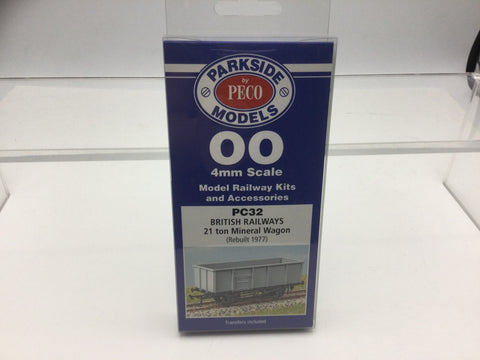 PARKSIDE
by
PECO
MODELS
OO
4mm Scale
Model Railway Kits
and Accessories
PC32
BRITISH RAILWAYS
21 ton Mineral Wagon
(Rebuilt 1977)
Transfers included